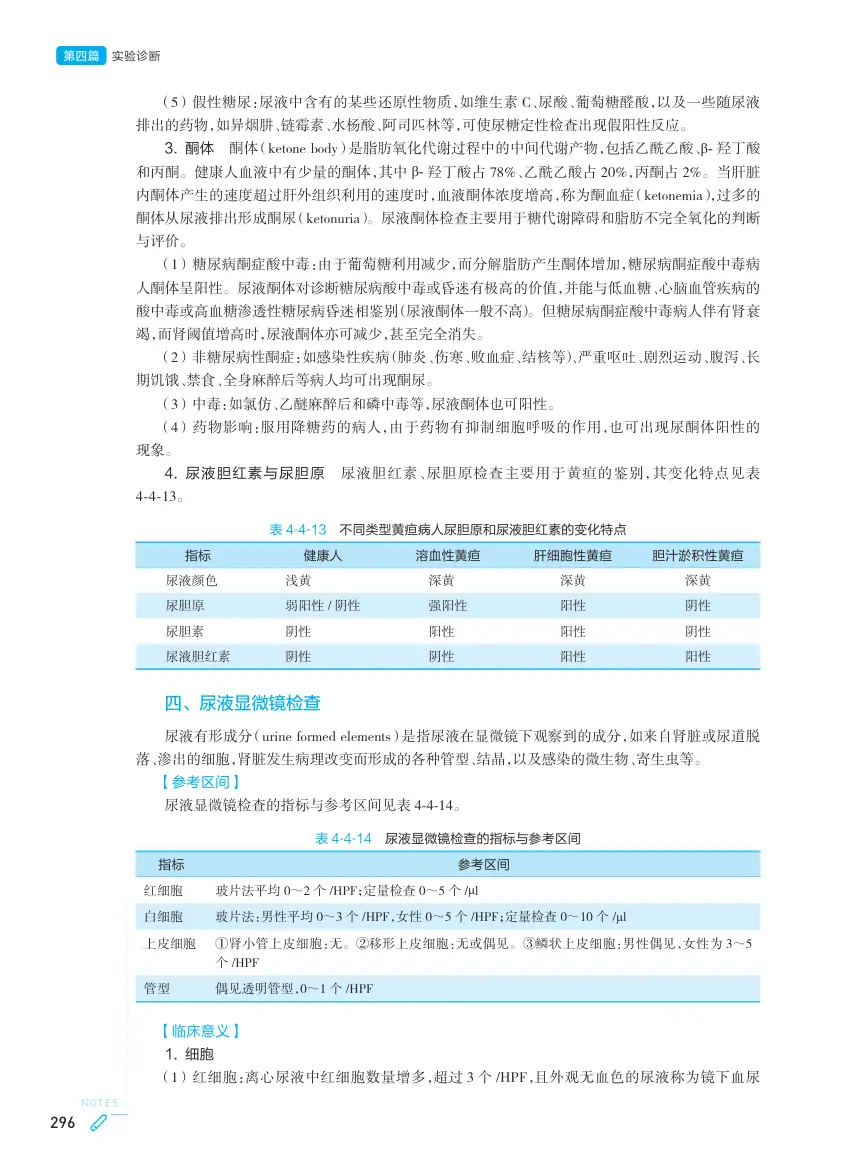 第四篇 实验诊断
（5）假性糖尿：尿液中含有的某些还原性物质，如维生素 C、尿酸、葡萄糖醛酸，以及一些随尿液
排出的药物，如异烟肼、链霉素、水杨酸、阿司匹林等，可使尿糖定性检查出现假阳性反应。
3. 酮体 酮体（ketone body）是脂肪氧化代谢过程中的中间代谢产物，包括乙酰乙酸、β- 羟丁酸
和丙酮。健康人血液中有少量的酮体，其中 β- 羟丁酸占 78%、乙酰乙酸占 20%，丙酮占 2%。当肝脏
内酮体产生的速度超过肝外组织利用的速度时，血液酮体浓度增高，称为酮血症（ketonemia），过多的
酮体从尿液排出形成酮尿（ketonuria）。尿液酮体检查主要用于糖代谢障碍和脂肪不完全氧化的判断
与评价。
（1）糖尿病酮症酸中毒：由于葡萄糖利用减少，而分解脂肪产生酮体增加，糖尿病酮症酸中毒病
人酮体呈阳性。尿液酮体对诊断糖尿病酸中毒或昏迷有极高的价值，并能与低血糖、心脑血管疾病的
酸中毒或高血糖渗透性糖尿病昏迷相鉴别（尿液酮体一般不高）。但糖尿病酮症酸中毒病人伴有肾衰
竭，而肾阈值增高时，尿液酮体亦可减少，甚至完全消失。
（2）非糖尿病性酮症：如感染性疾病（肺炎、伤寒、败血症、结核等）、严重呕吐、剧烈运动、腹泻、长
期饥饿、禁食、全身麻醉后等病人均可出现酮尿。
（3）中毒：如氯仿、乙醚麻醉后和磷中毒等，尿液酮体也可阳性。
（4）药物影响：服用降糖药的病人，由于药物有抑制细胞呼吸的作用，也可出现尿酮体阳性的
现象。
4. 尿液胆红素与尿胆原 尿液胆红素、尿胆原检查主要用于黄疸的鉴别，其变化特点见表
4-4-13。
表 4-4-13 不同类型黄疸病人尿胆原和尿液胆红素的变化特点
指标 健康人 溶血性黄疸 肝细胞性黄疸 胆汁淤积性黄疸
尿液颜色 浅黄 深黄 深黄 深黄
尿胆原 弱阳性 / 阴性 强阳性 阳性 阴性
尿胆素 阴性 阳性 阳性 阴性
尿液胆红素 阴性 阴性 阳性 阳性
四、尿液显微镜检查
尿液有形成分（urine formed elements）是指尿液在显微镜下观察到的成分，如来自肾脏或尿道脱
落、渗出的细胞，肾脏发生病理改变而形成的各种管型、结晶，以及感染的微生物、寄生虫等。
【参考区间】
尿液显微镜检查的指标与参考区间见表 4-4-14。
表 4-4-14 尿液显微镜检查的指标与参考区间
指标 参考区间
红细胞 玻片法平均 0～2 个 /HPF；定量检查 0～5 个 /μl
白细胞 玻片法：男性平均 0～3 个 /HPF，女性 0～5 个 /HPF；定量检查 0～10 个 /μl
上皮细胞 ①肾小管上皮细胞：无。②移形上皮细胞：无或偶见。③鳞状上皮细胞：男性偶见，女性为 3～5
个 /HPF
管型 偶见透明管型，0～1 个 /HPF
【临床意义】
1. 细胞
（1）红细胞：离心尿液中红细胞数量增多，超过 3 个 /HPF，且外观无血色的尿液称为镜下血尿
NOTES
296